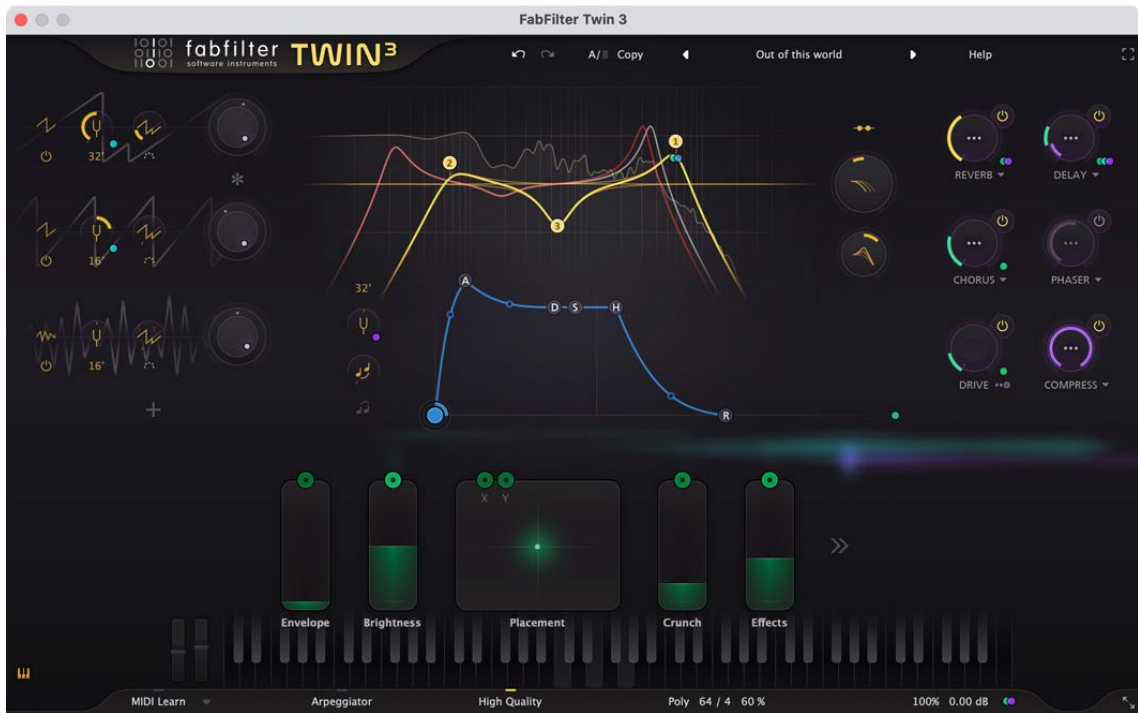 FabFilter Twin 3
fabfilter TWIN3
software instruments
A/B Copy
Out of this world
Help
32'
16'
16'
2
1
3
32'
A
D
S
H
R
REVERB
DELAY
CHORUS
PHASER
DRIVE
COMPRESS
X
Y
Envelope
Brightness
Placement
Crunch
Effects
MIDI Learn
Arpeggiator
High Quality
Poly 64 / 4 60 %
100% 0.00 dB